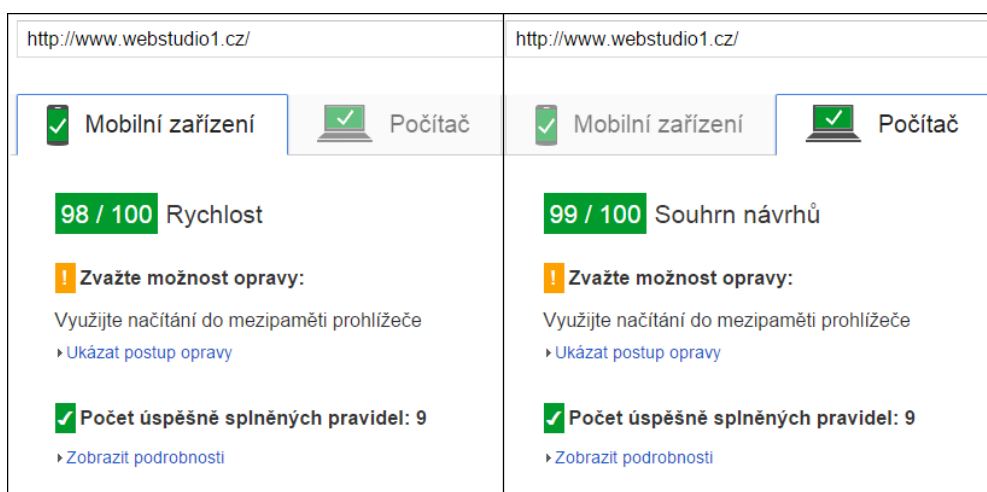 http://www.webstudio1.cz/
Mobilní zařízení
Počítač
98 / 100 Rychlost
! Zvažte možnost opravy:
Využijte načítání do mezipaměti prohlížeče
Ukázat postup opravy
Počet úspěšně splněných pravidel: 9
Zobrazit podrobnosti
http://www.webstudio1.cz/
Mobilní zařízení
Počítač
99 / 100 Souhrn návrhů
! Zvažte možnost opravy:
Využijte načítání do mezipaměti prohlížeče
Ukázat postup opravy
Počet úspěšně splněných pravidel: 9
Zobrazit podrobnosti